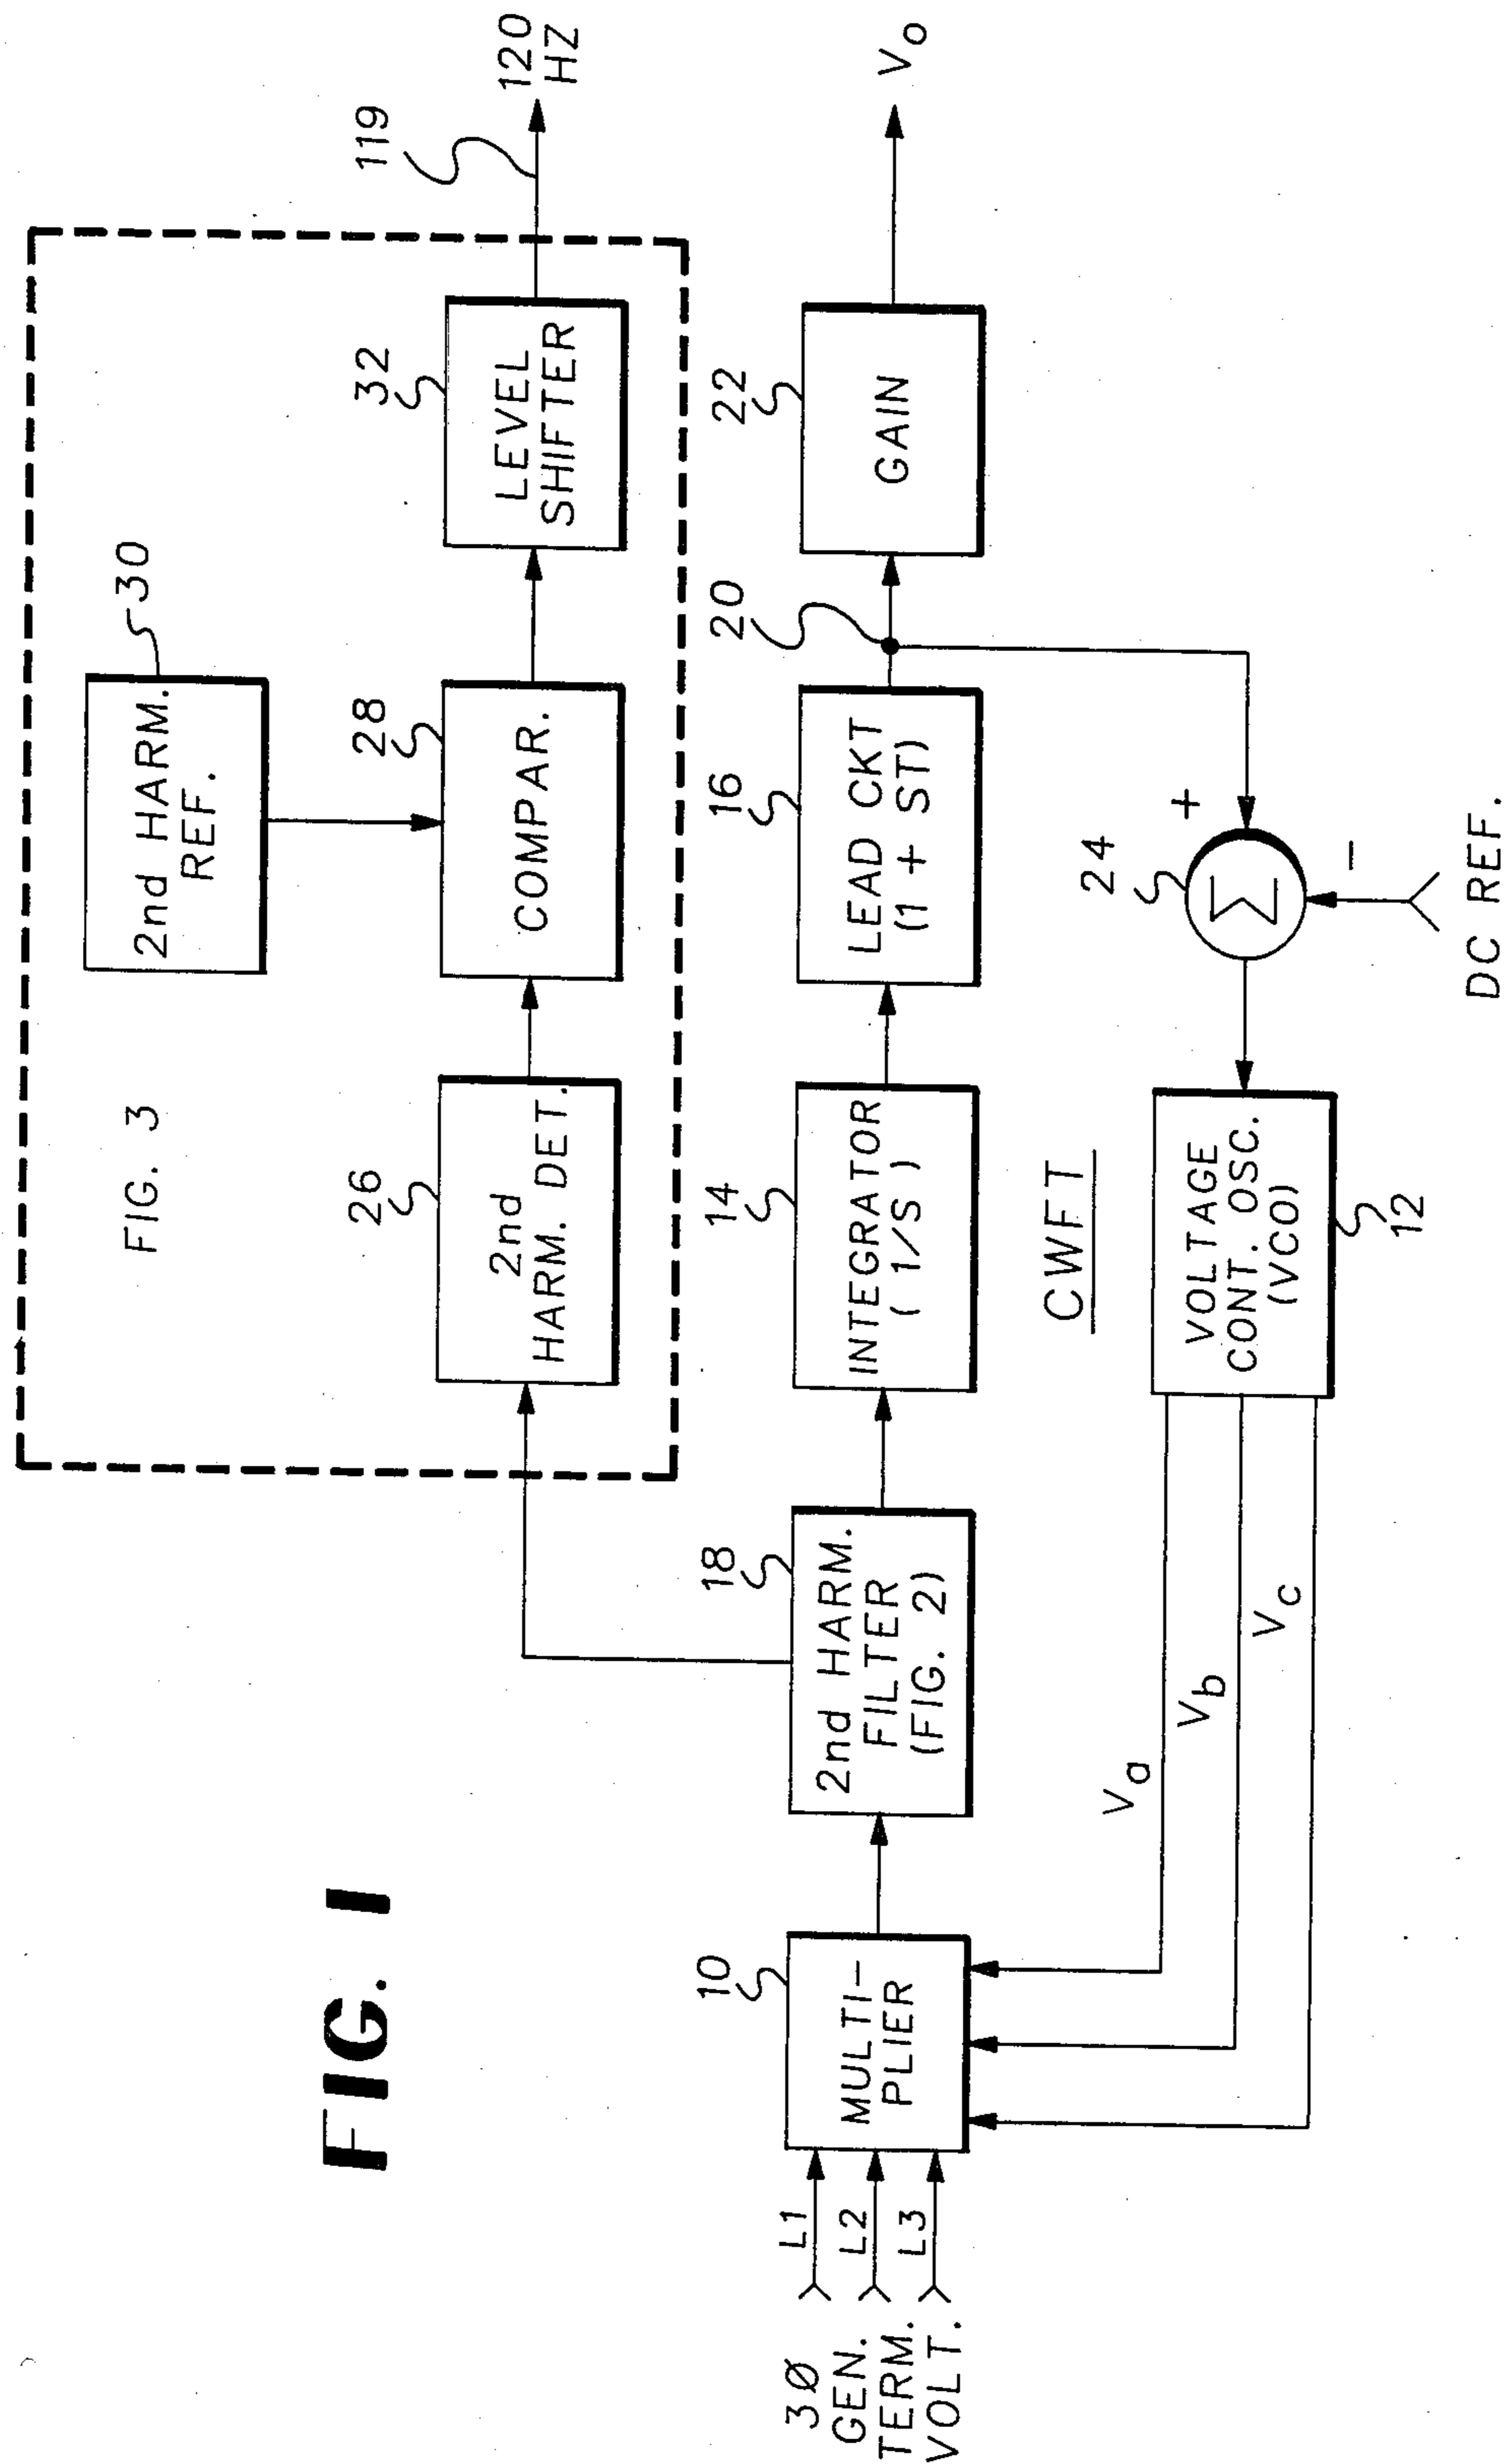 FIG. 1
FIG. 3
2nd HARM.
REF.
30
26
2nd
HARM. DET.
28
COMPAR.
32
LEVEL
SHIFTER
119
120
HZ
3Ø
GEN.
TERM.
VOLT.
L1
L2
L3
10
MULTI-
PLIER
18
2nd HARM.
FILTER
(FIG. 2)
14
INTEGRATOR
(1/S)
16
LEAD CKT
(1 + ST)
20
22
GAIN
Vo
CWFT
Va
Vb
Vc
VOLTAGE
CONT. OSC.
(VCO)
12
24
Σ
+
−
DC REF.